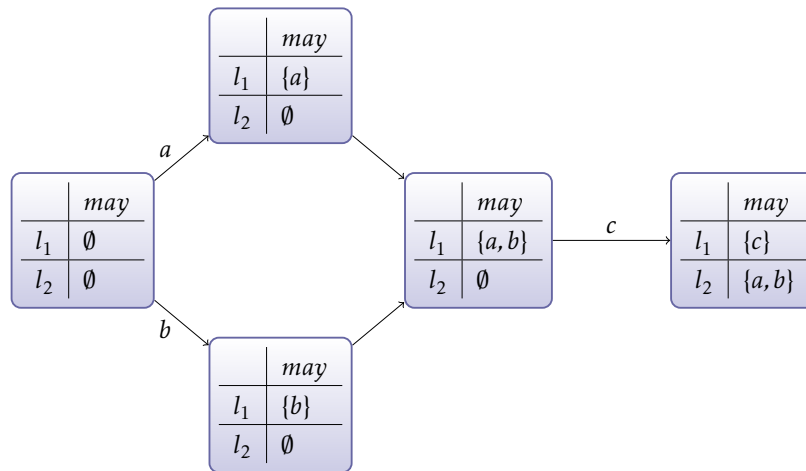 may
l₁ {a}
l₂ ∅
a
may
l₁ ∅
l₂ ∅
may
l₁ {a, b}
l₂ ∅
c
may
l₁ {c}
l₂ {a, b}
b
may
l₁ {b}
l₂ ∅